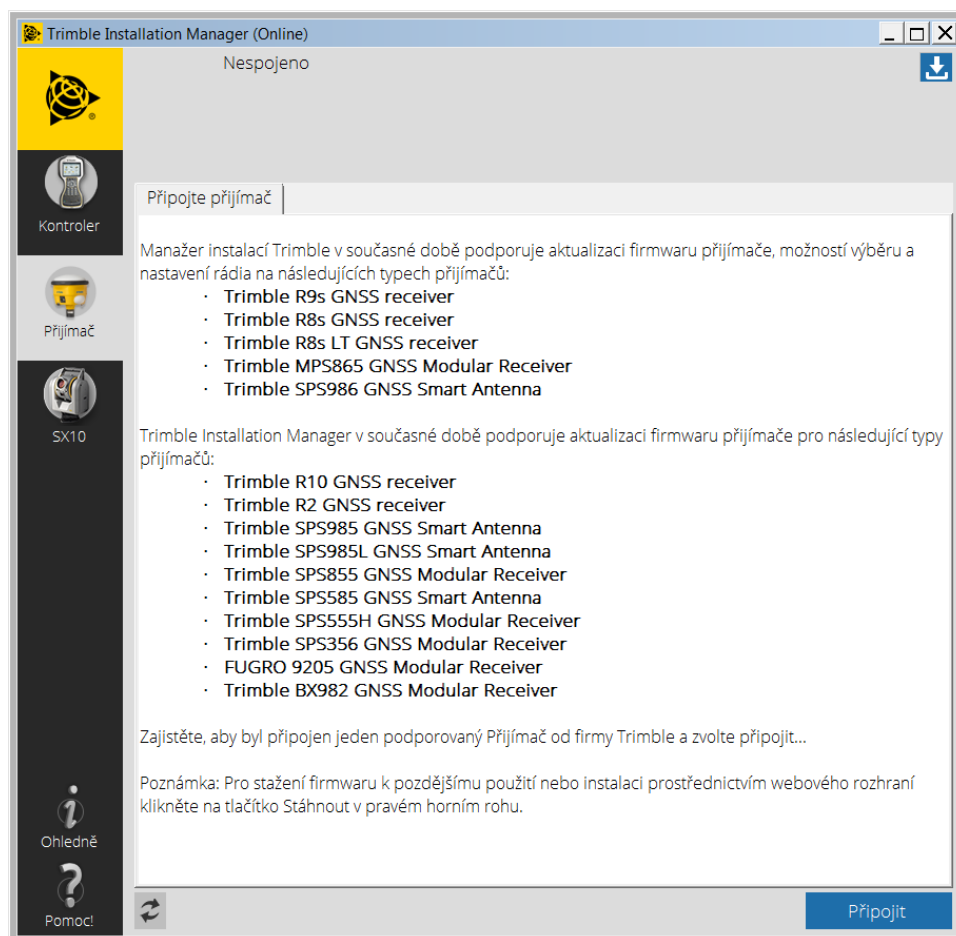 Trimble Installation Manager (Online)
Nespojeno
Kontroler
Přijímač
SX10
Ohledně
Pomoc!
Připojte přijímač
Manažer instalací Trimble v současné době podporuje aktualizaci firmwaru přijímače, možností výběru a
nastavení rádia na následujících typech přijímačů:
· Trimble R9s GNSS receiver
· Trimble R8s GNSS receiver
· Trimble R8s LT GNSS receiver
· Trimble MPS865 GNSS Modular Receiver
· Trimble SPS986 GNSS Smart Antenna
Trimble Installation Manager v současné době podporuje aktualizaci firmwaru přijímače pro následující typy
přijímačů:
· Trimble R10 GNSS receiver
· Trimble R2 GNSS receiver
· Trimble SPS985 GNSS Smart Antenna
· Trimble SPS985L GNSS Smart Antenna
· Trimble SPS855 GNSS Modular Receiver
· Trimble SPS585 GNSS Smart Antenna
· Trimble SPS555H GNSS Modular Receiver
· Trimble SPS356 GNSS Modular Receiver
· FUGRO 9205 GNSS Modular Receiver
· Trimble BX982 GNSS Modular Receiver
Zajistěte, aby byl připojen jeden podporovaný Přijímač od firmy Trimble a zvolte připojit...
Poznámka: Pro stažení firmwaru k pozdějšímu použití nebo instalaci prostřednictvím webového rozhraní
klikněte na tlačítko Stáhnout v pravém horním rohu.
Připojit